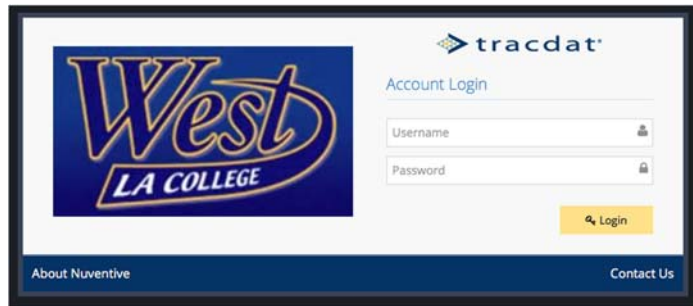 West
LA COLLEGE
tracdat
Account Login
Username
Password
Login
About Nuventive
Contact Us